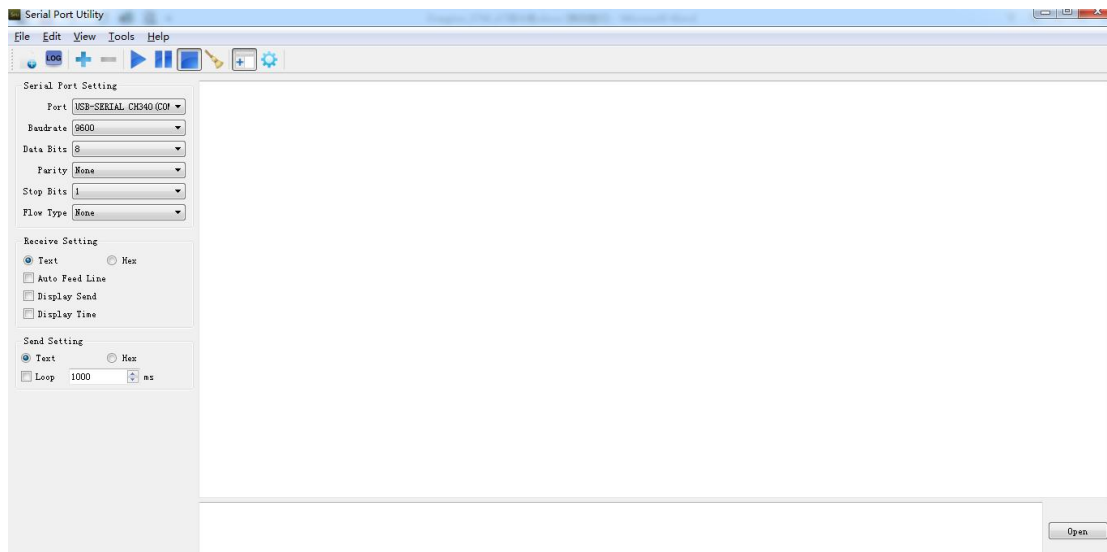 Serial Port Utility
File Edit View Tools Help
LOG
Serial Port Setting
Port USB-SERIAL CH340 (CO
Baudrate 9600
Data Bits 8
Parity None
Stop Bits 1
Flow Type None
Receive Setting
Text Hex
Auto Feed Line
Display Send
Display Time
Send Setting
Text Hex
Loop 1000 ms
Open